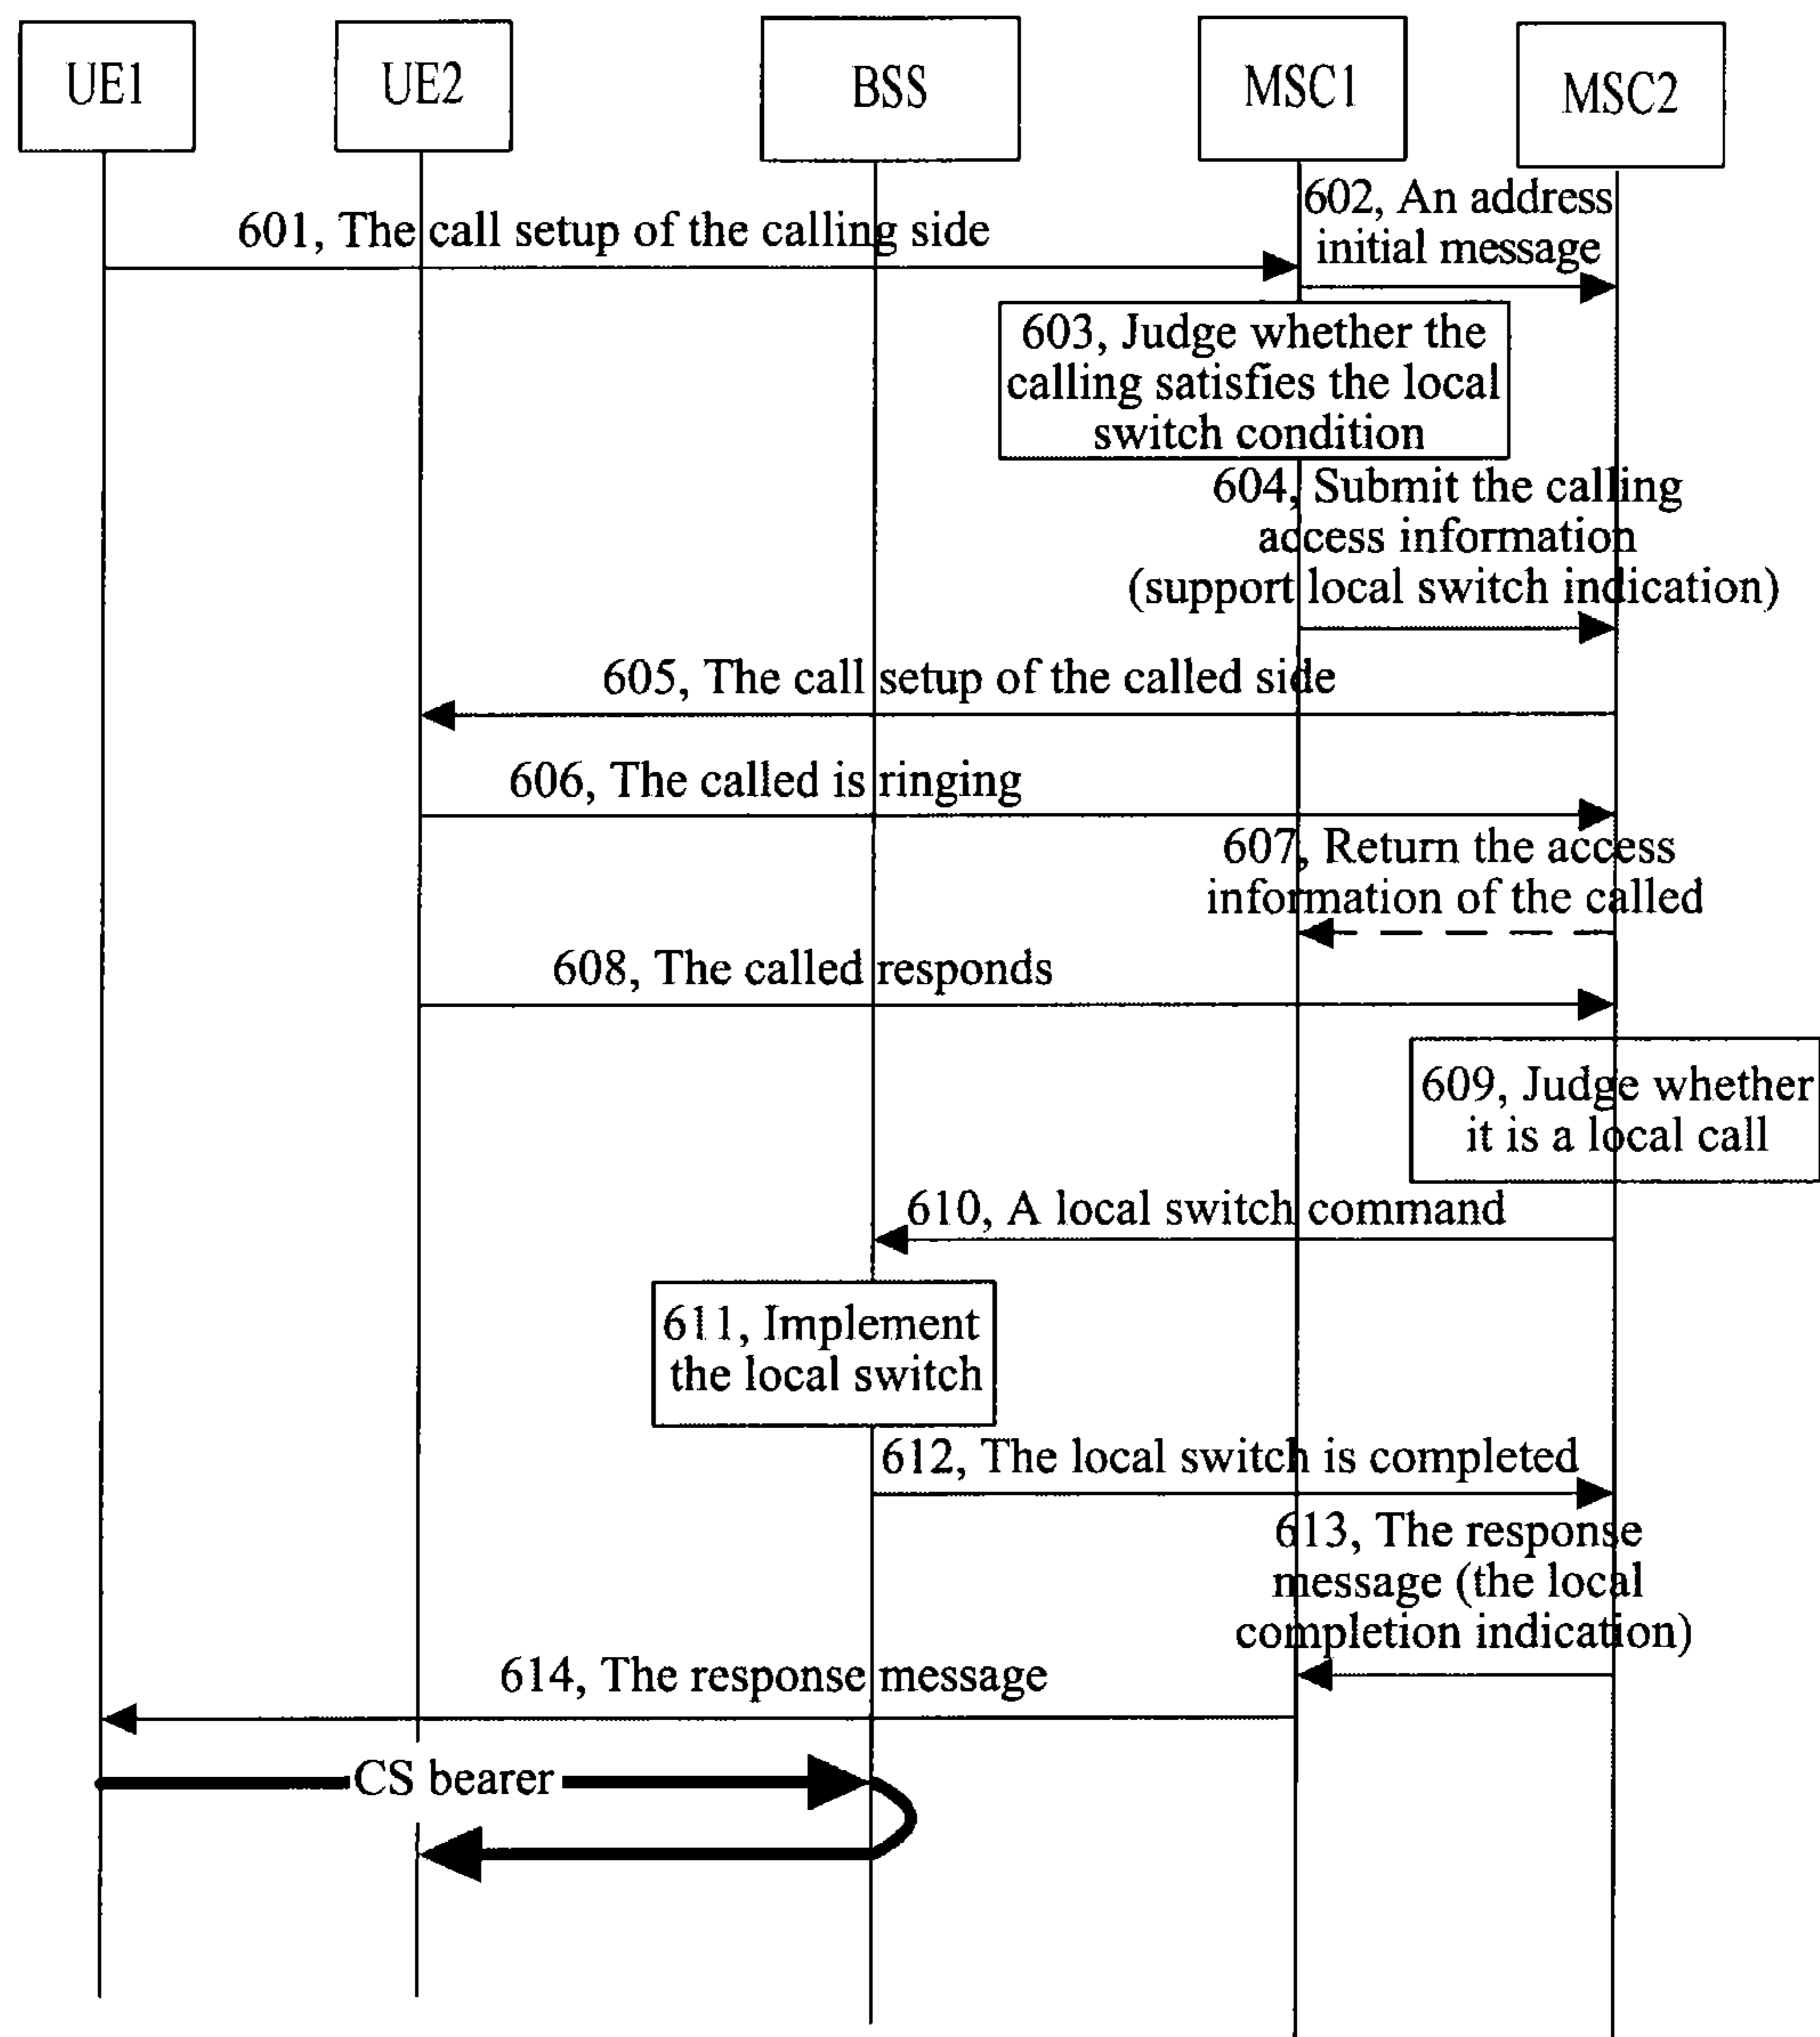 UE1
UE2
BSS
MSC1
MSC2
601, The call setup of the calling side
602, An address
initial message
603, Judge whether the
calling satisfies the local
switch condition
604, Submit the calling
access information
(support local switch indication)
605, The call setup of the called side
606, The called is ringing
607, Return the access
information of the called
608, The called responds
609, Judge whether
it is a local call
610, A local switch command
611, Implement
the local switch
612, The local switch is completed
613, The response
message (the local
completion indication)
614, The response message
CS bearer